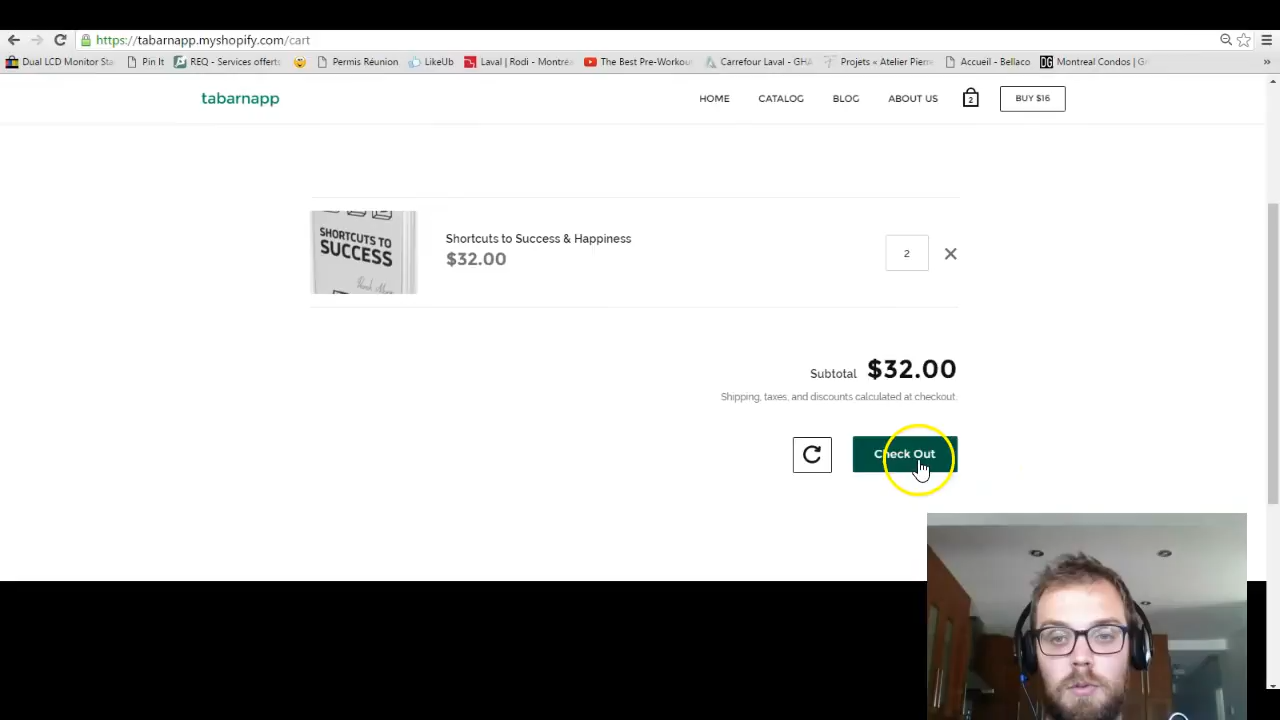 https://tabarnapp.myshopify.com/cart
Dual LCD Monitor Sta
Pin It
REQ - Services offerts
Permis Réunion
LikeUb
Laval | Rodi - Montré
The Best Pre-Workou
Carrefour Laval - GHA
Projets « Atelier Pierre
Accueil - Bellaco
Montreal Condos | G
»
tabarnapp
HOME
CATALOG
BLOG
ABOUT US
2
BUY $16
SHORTCUTS TO
SUCCESS
Shortcuts to Success & Happiness
$32.00
2
Subtotal $32.00
Shipping, taxes, and discounts calculated at checkout.
Check Out